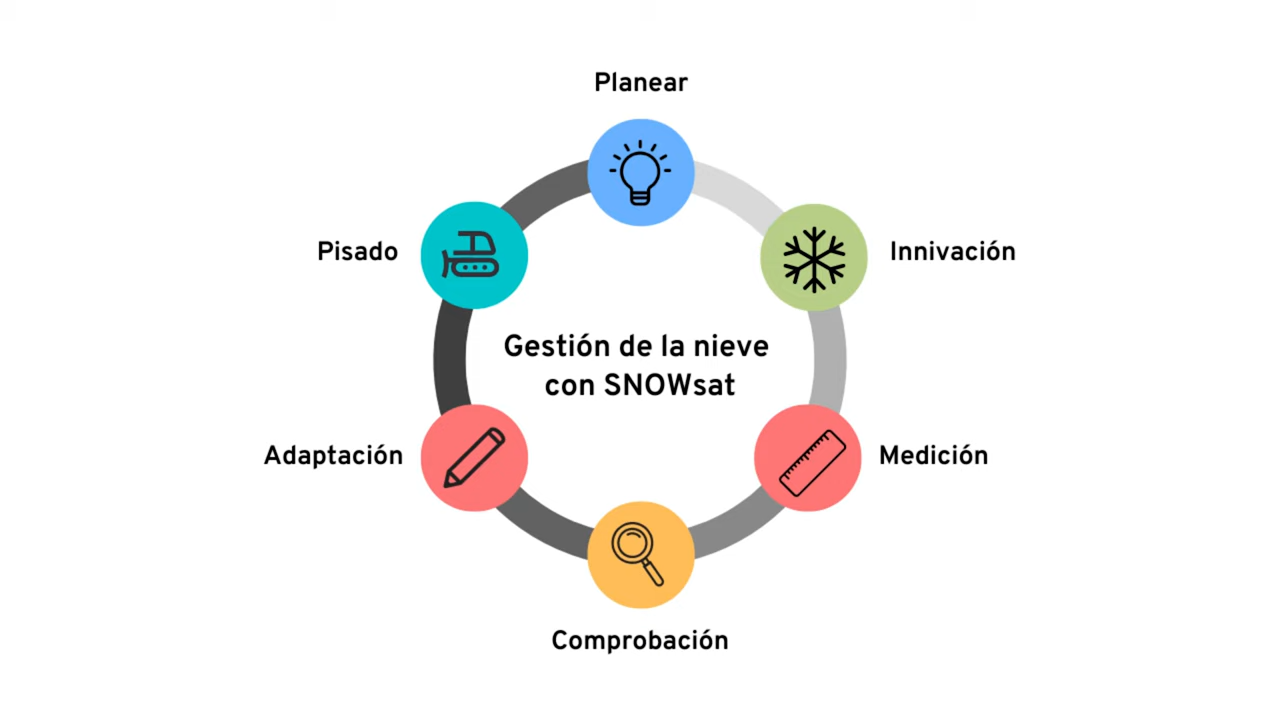 Planear
Pisado
Innivación
Gestión de la nieve
con SNOWsat
Adaptación
Medición
Comprobación